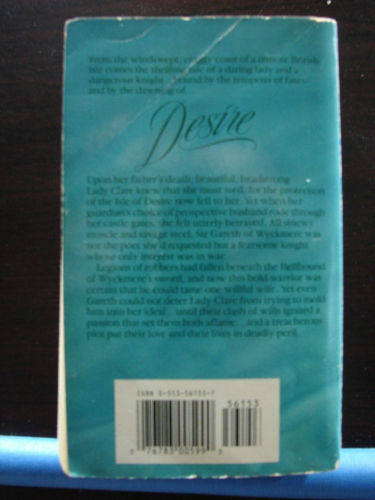 From the windswept, craggy coast of a remote British
isle comes the thrilling tale of a daring lady and a
dangerous knight—bound by the tempests of fate—
and by the dawning of
Desire
Upon her father's death, beautiful, headstrong
Lady Clare knew that she must wed, for the protection
of the Isle of Desire now fell to her. Yet when her
guardian's choice of prospective husband rode through
her castle gates, she felt utterly betrayed. All sinewy
muscle and savage steel, Sir Gareth of Wyckmere was
not the poet she'd requested but a fearsome knight
whose only interest was in war.
Legions of robbers had fallen beneath the Hellhound
of Wyckmere's sword, and now this bold warrior was
certain that he could tame one willful wife. Yet even
Gareth could not deter Lady Clare from trying to mold
him into her ideal... until their clash of wills ignited a
passion that set them both aflame... and a treacherous
plot put their love and their lives in deadly peril.
ISBN 0-553-56153-7
56153
76783 00599